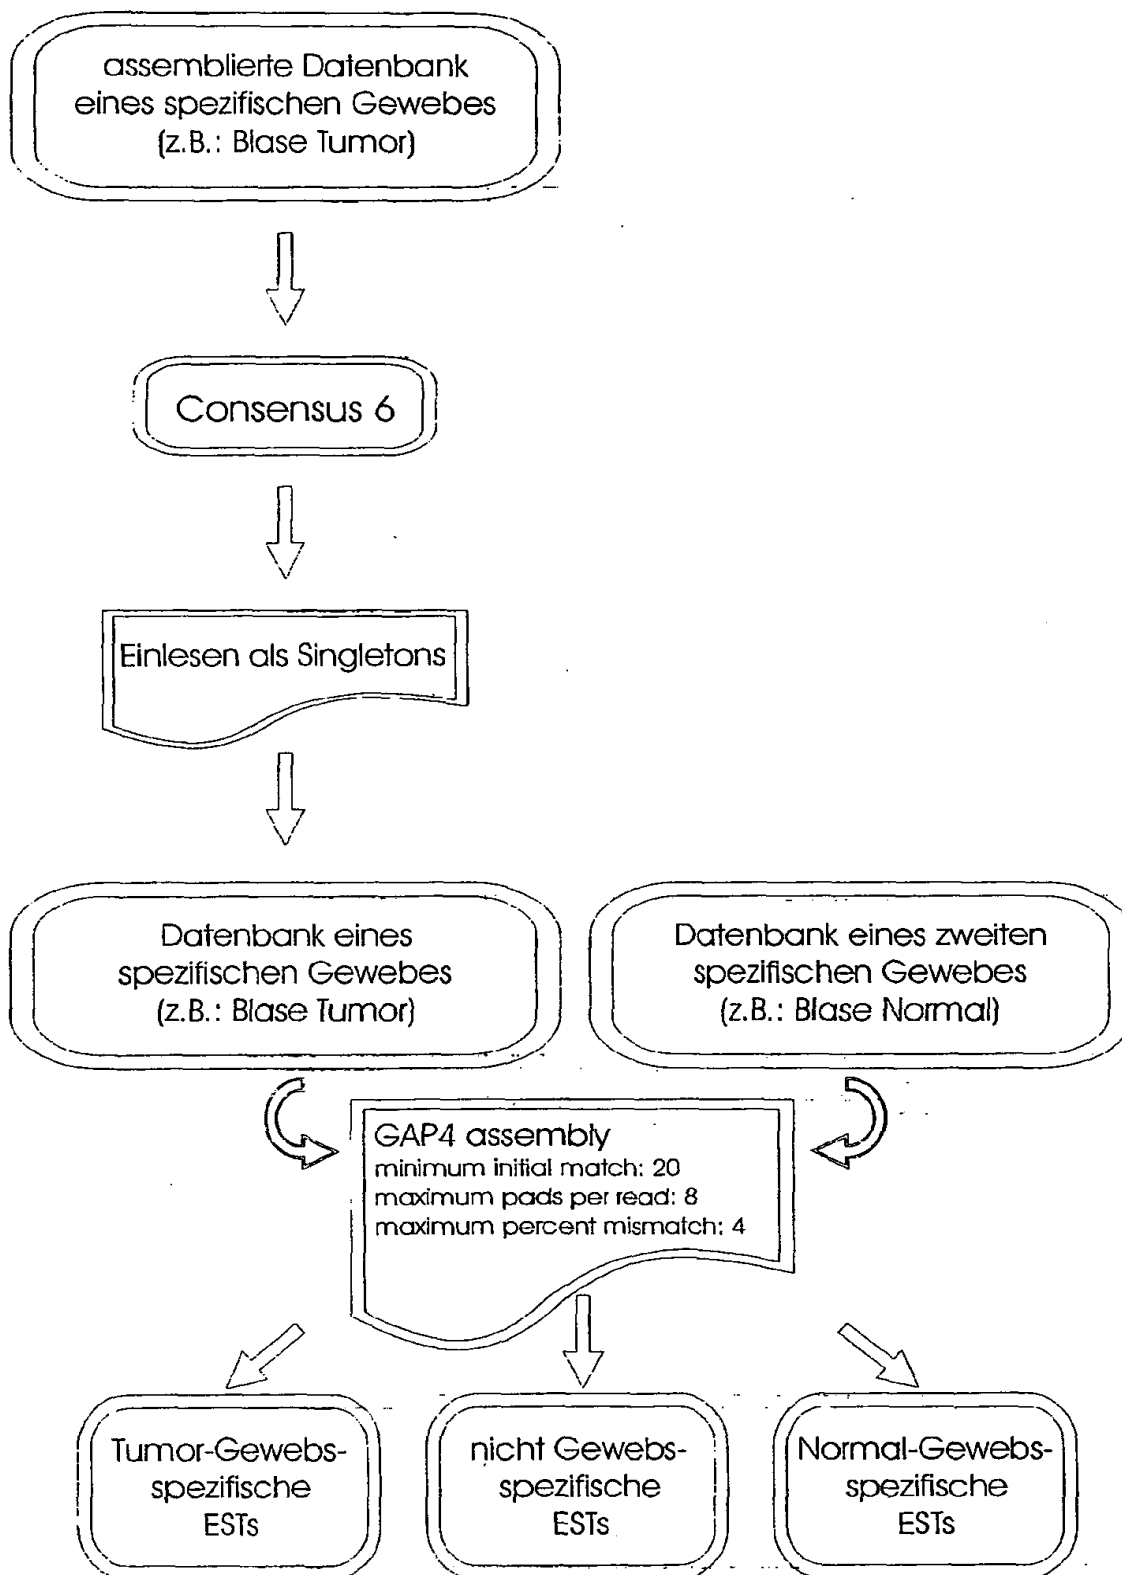 assemblierte Datenbank
eines spezifischen Gewebes
(z.B.: Blase Tumor)
Consensus 6
Einlesen als Singletons
Datenbank eines
spezifischen Gewebes
(z.B.: Blase Tumor)
Datenbank eines zweiten
spezifischen Gewebes
(z.B.: Blase Normal)
GAP4 assembly
minimum initial match: 20
maximum pads per read: 8
maximum percent mismatch: 4
Tumor-Gewebs-
spezifische
ESTs
nicht Gewebs-
spezifische
ESTs
Normal-Gewebs-
spezifische
ESTs